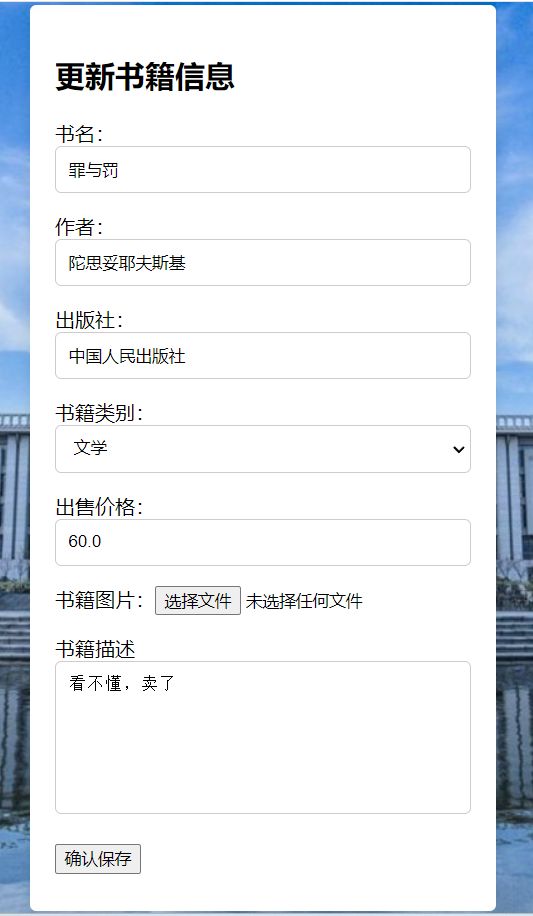 更新书籍信息
书名：
罪与罚
作者：
陀思妥耶夫斯基
出版社：
中国人民出版社
书籍类别：
文学
出售价格：
60.0
书籍图片： 选择文件 未选择任何文件
书籍描述
看不懂，卖了
确认保存